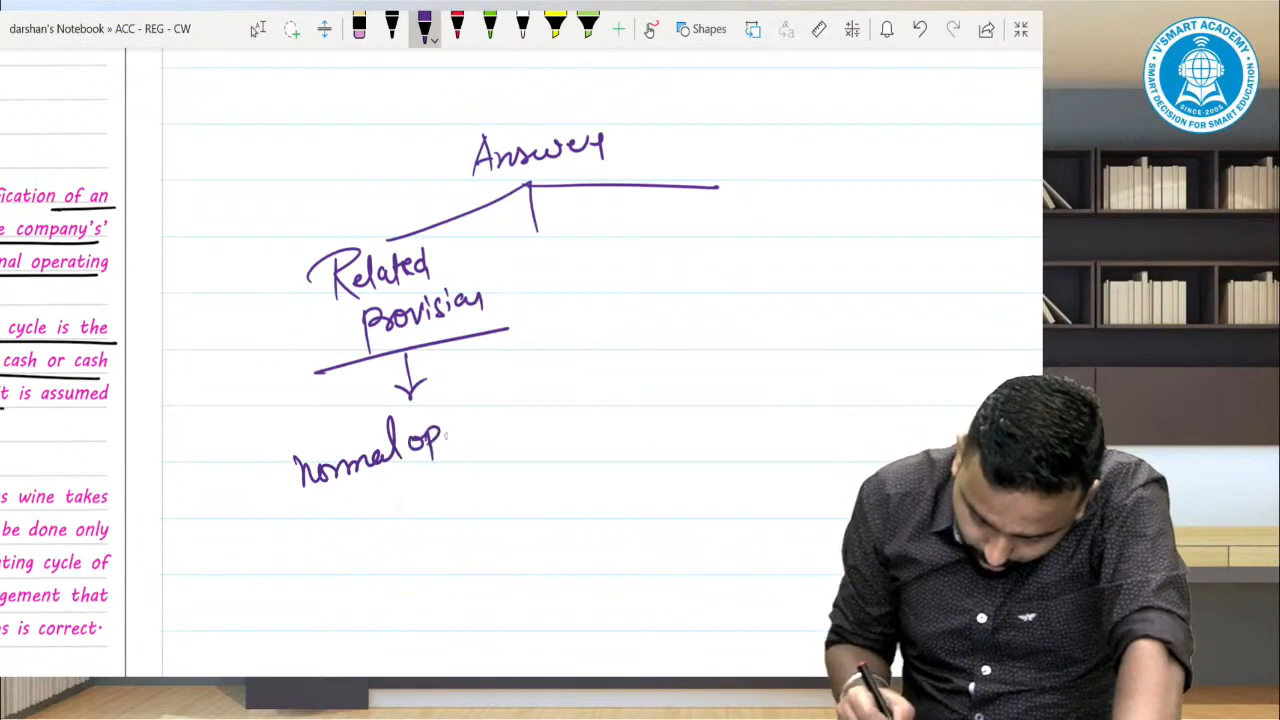 darshan's Notebook » ACC - REG - CW
Shapes
V'SMART ACADEMY
SINCE-2005
SMART DECISION FOR SMART EDUCATION
fication of an
e company's'
nal operating
cycle is the
cash or cash
t is assumed
s wine takes
be done only
ting cycle of
gement that
s is correct.
Answer
Related
provision
normal op